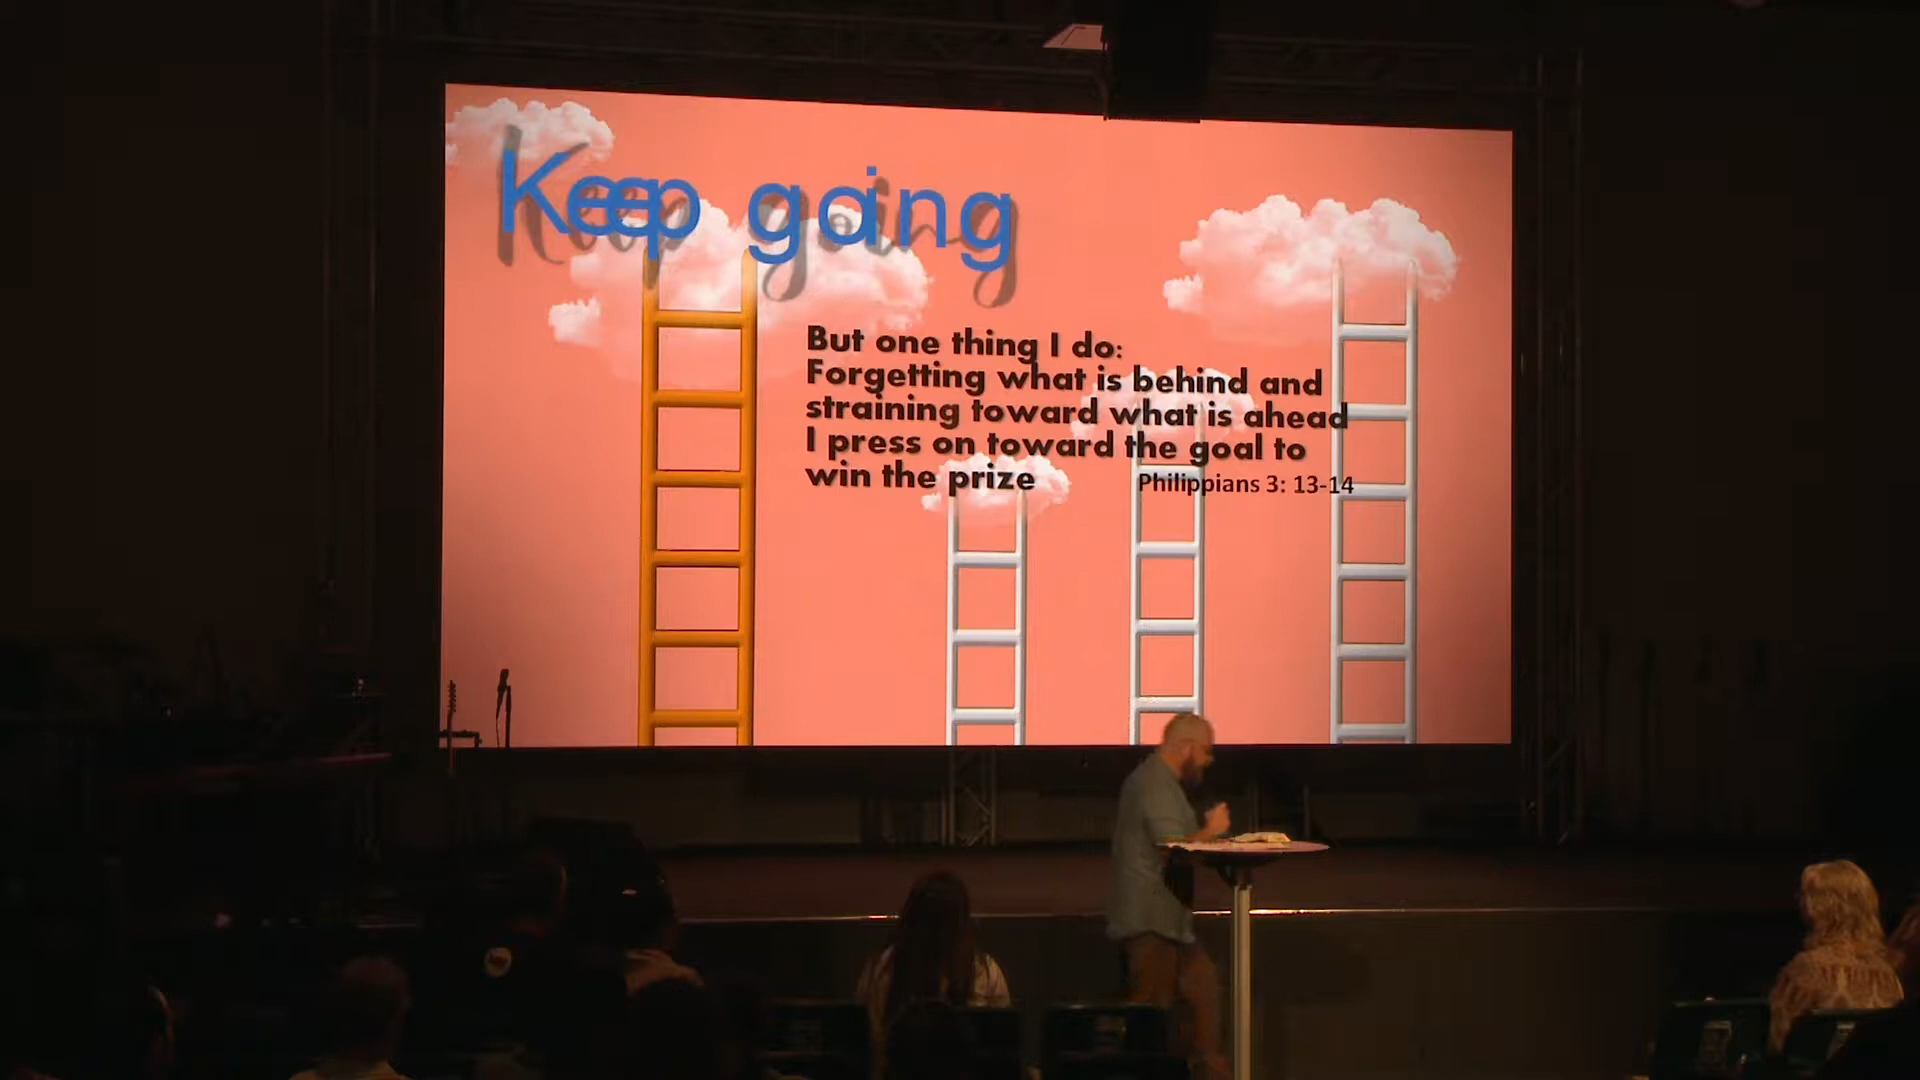 Keep going
But one thing I do:
Forgetting what is behind and
straining toward what is ahead
I press on toward the goal to
win the prize
Philippians 3: 13-14